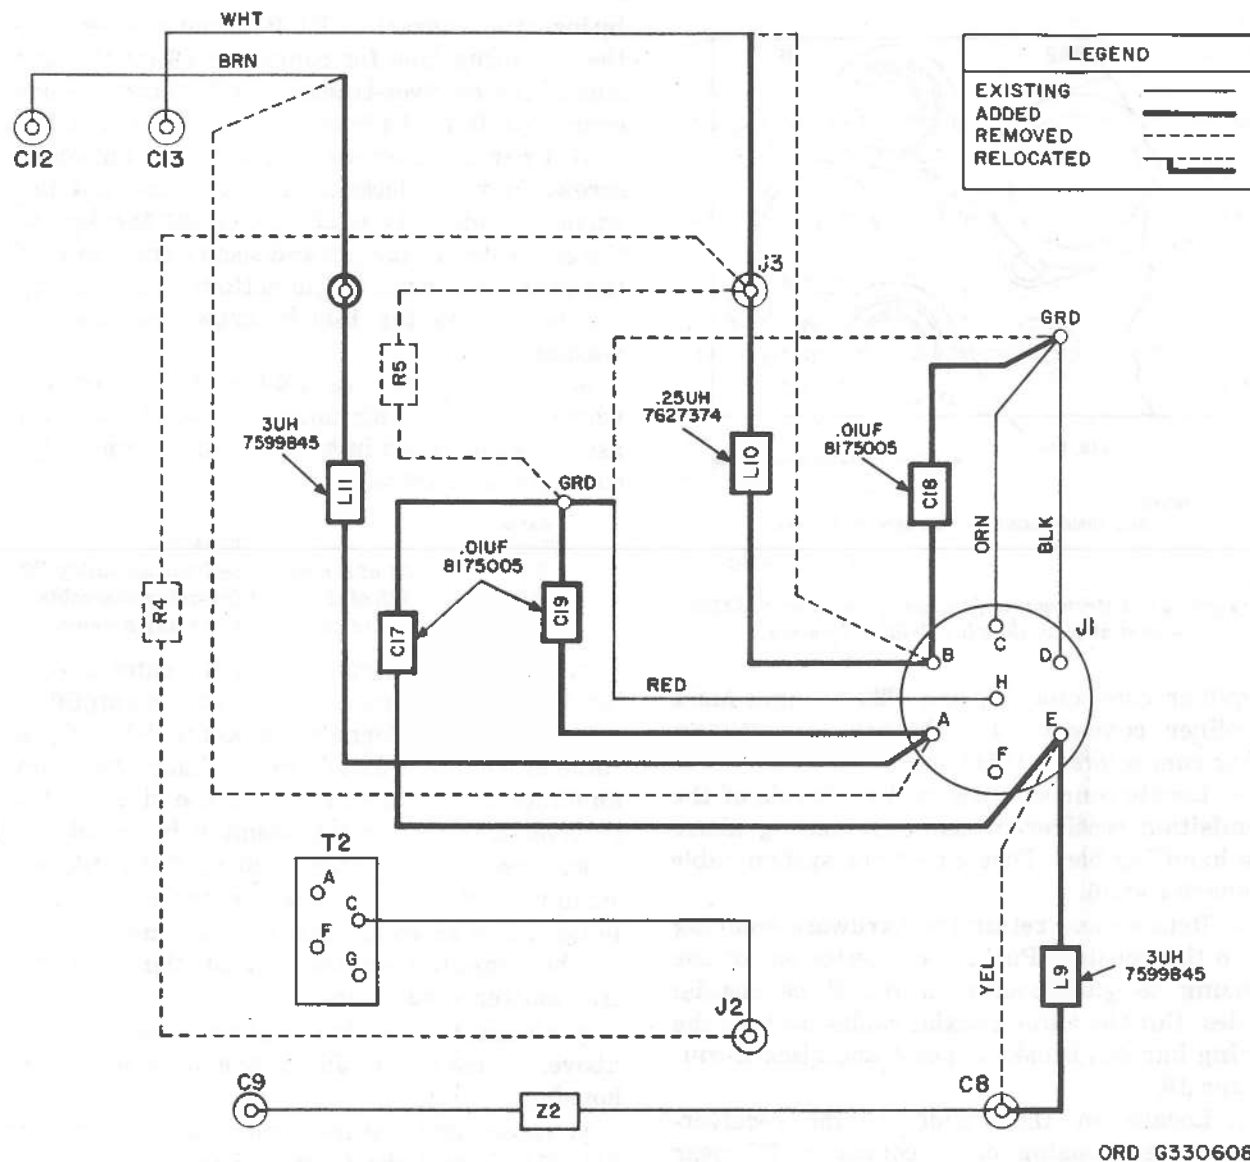 WHT
BRN
C12
C13
LEGEND
EXISTING
ADDED
REMOVED
RELOCATED
J3
GRD
R5
3UH
7599845
.25UH
7627374
.01UF
8175005
L11
L10
C18
GRD
ORN
BLK
.01UF
8175005
R4
C17
C19
J1
C
B
D
H
RED
A
E
F
T2
A
C
F
G
YEL
L9
3UH
7599845
J2
C9
Z2
C8
ORD G330608